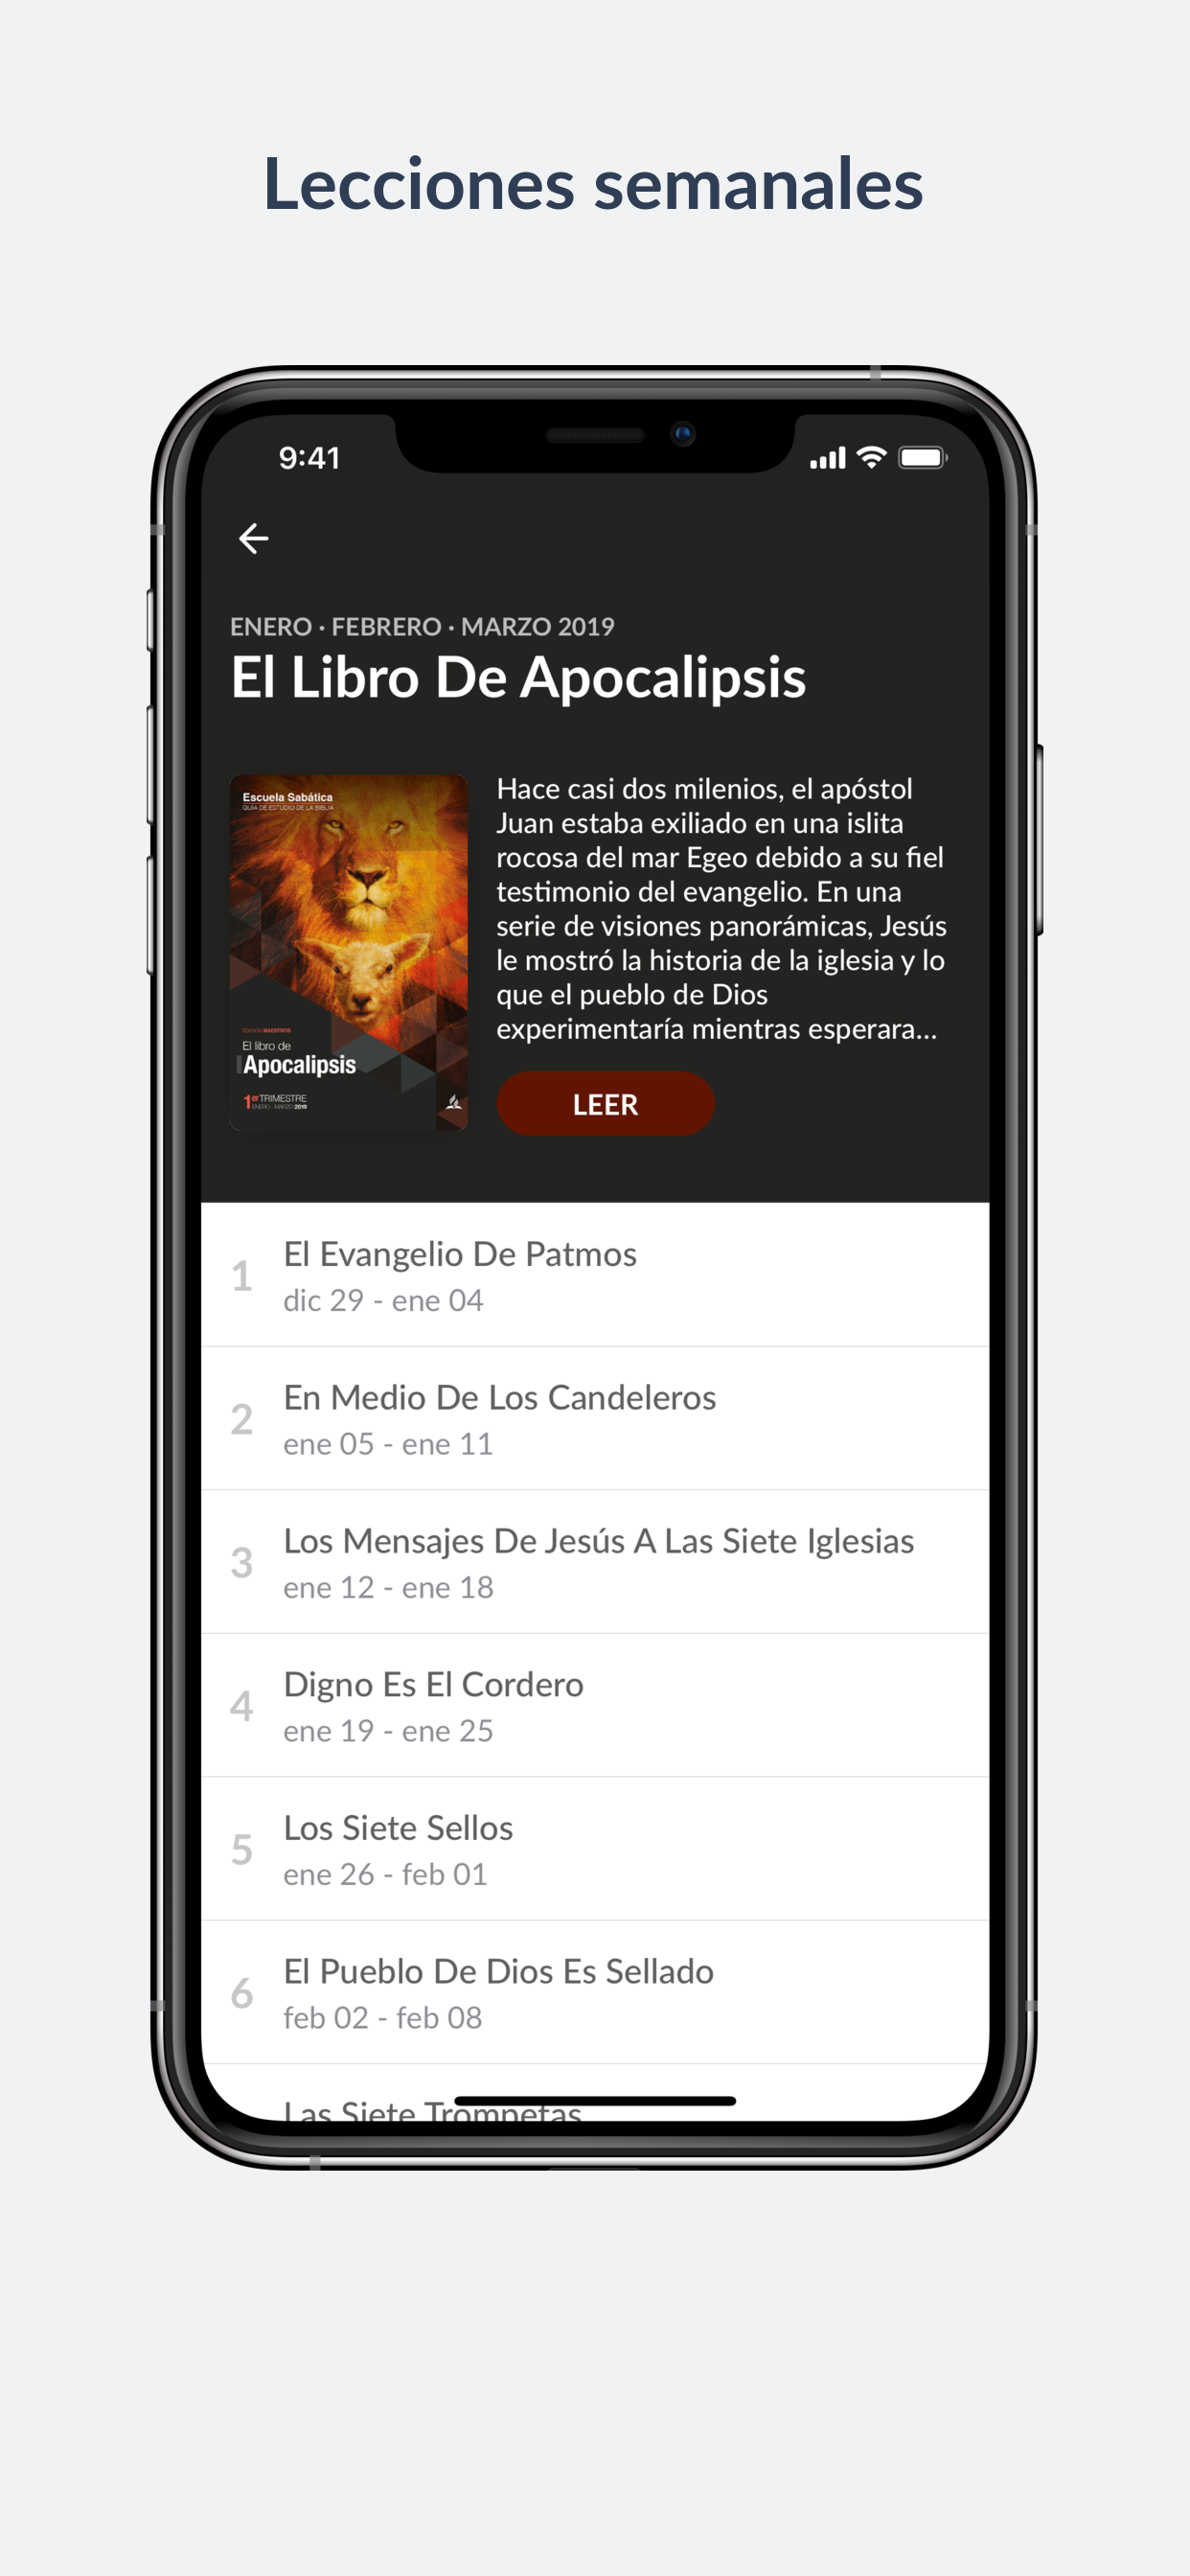 Lecciones semanales
9:41
ENERO · FEBRERO · MARZO 2019
El Libro De Apocalipsis
Escuela Sabática
GUÍA DE ESTUDIO DE LA BIBLIA
EDICIÓN MAESTROS
El libro de
Apocalipsis
1er TRIMESTRE
ENERO - MARZO 2019
Hace casi dos milenios, el apóstol
Juan estaba exiliado en una islita
rocosa del mar Egeo debido a su fiel
testimonio del evangelio. En una
serie de visiones panorámicas, Jesús
le mostró la historia de la iglesia y lo
que el pueblo de Dios
experimentaría mientras esperara...
LEER
1
El Evangelio De Patmos
dic 29 - ene 04
2
En Medio De Los Candeleros
ene 05 - ene 11
3
Los Mensajes De Jesús A Las Siete Iglesias
ene 12 - ene 18
4
Digno Es El Cordero
ene 19 - ene 25
5
Los Siete Sellos
ene 26 - feb 01
6
El Pueblo De Dios Es Sellado
feb 02 - feb 08
Las Siete Trompetas